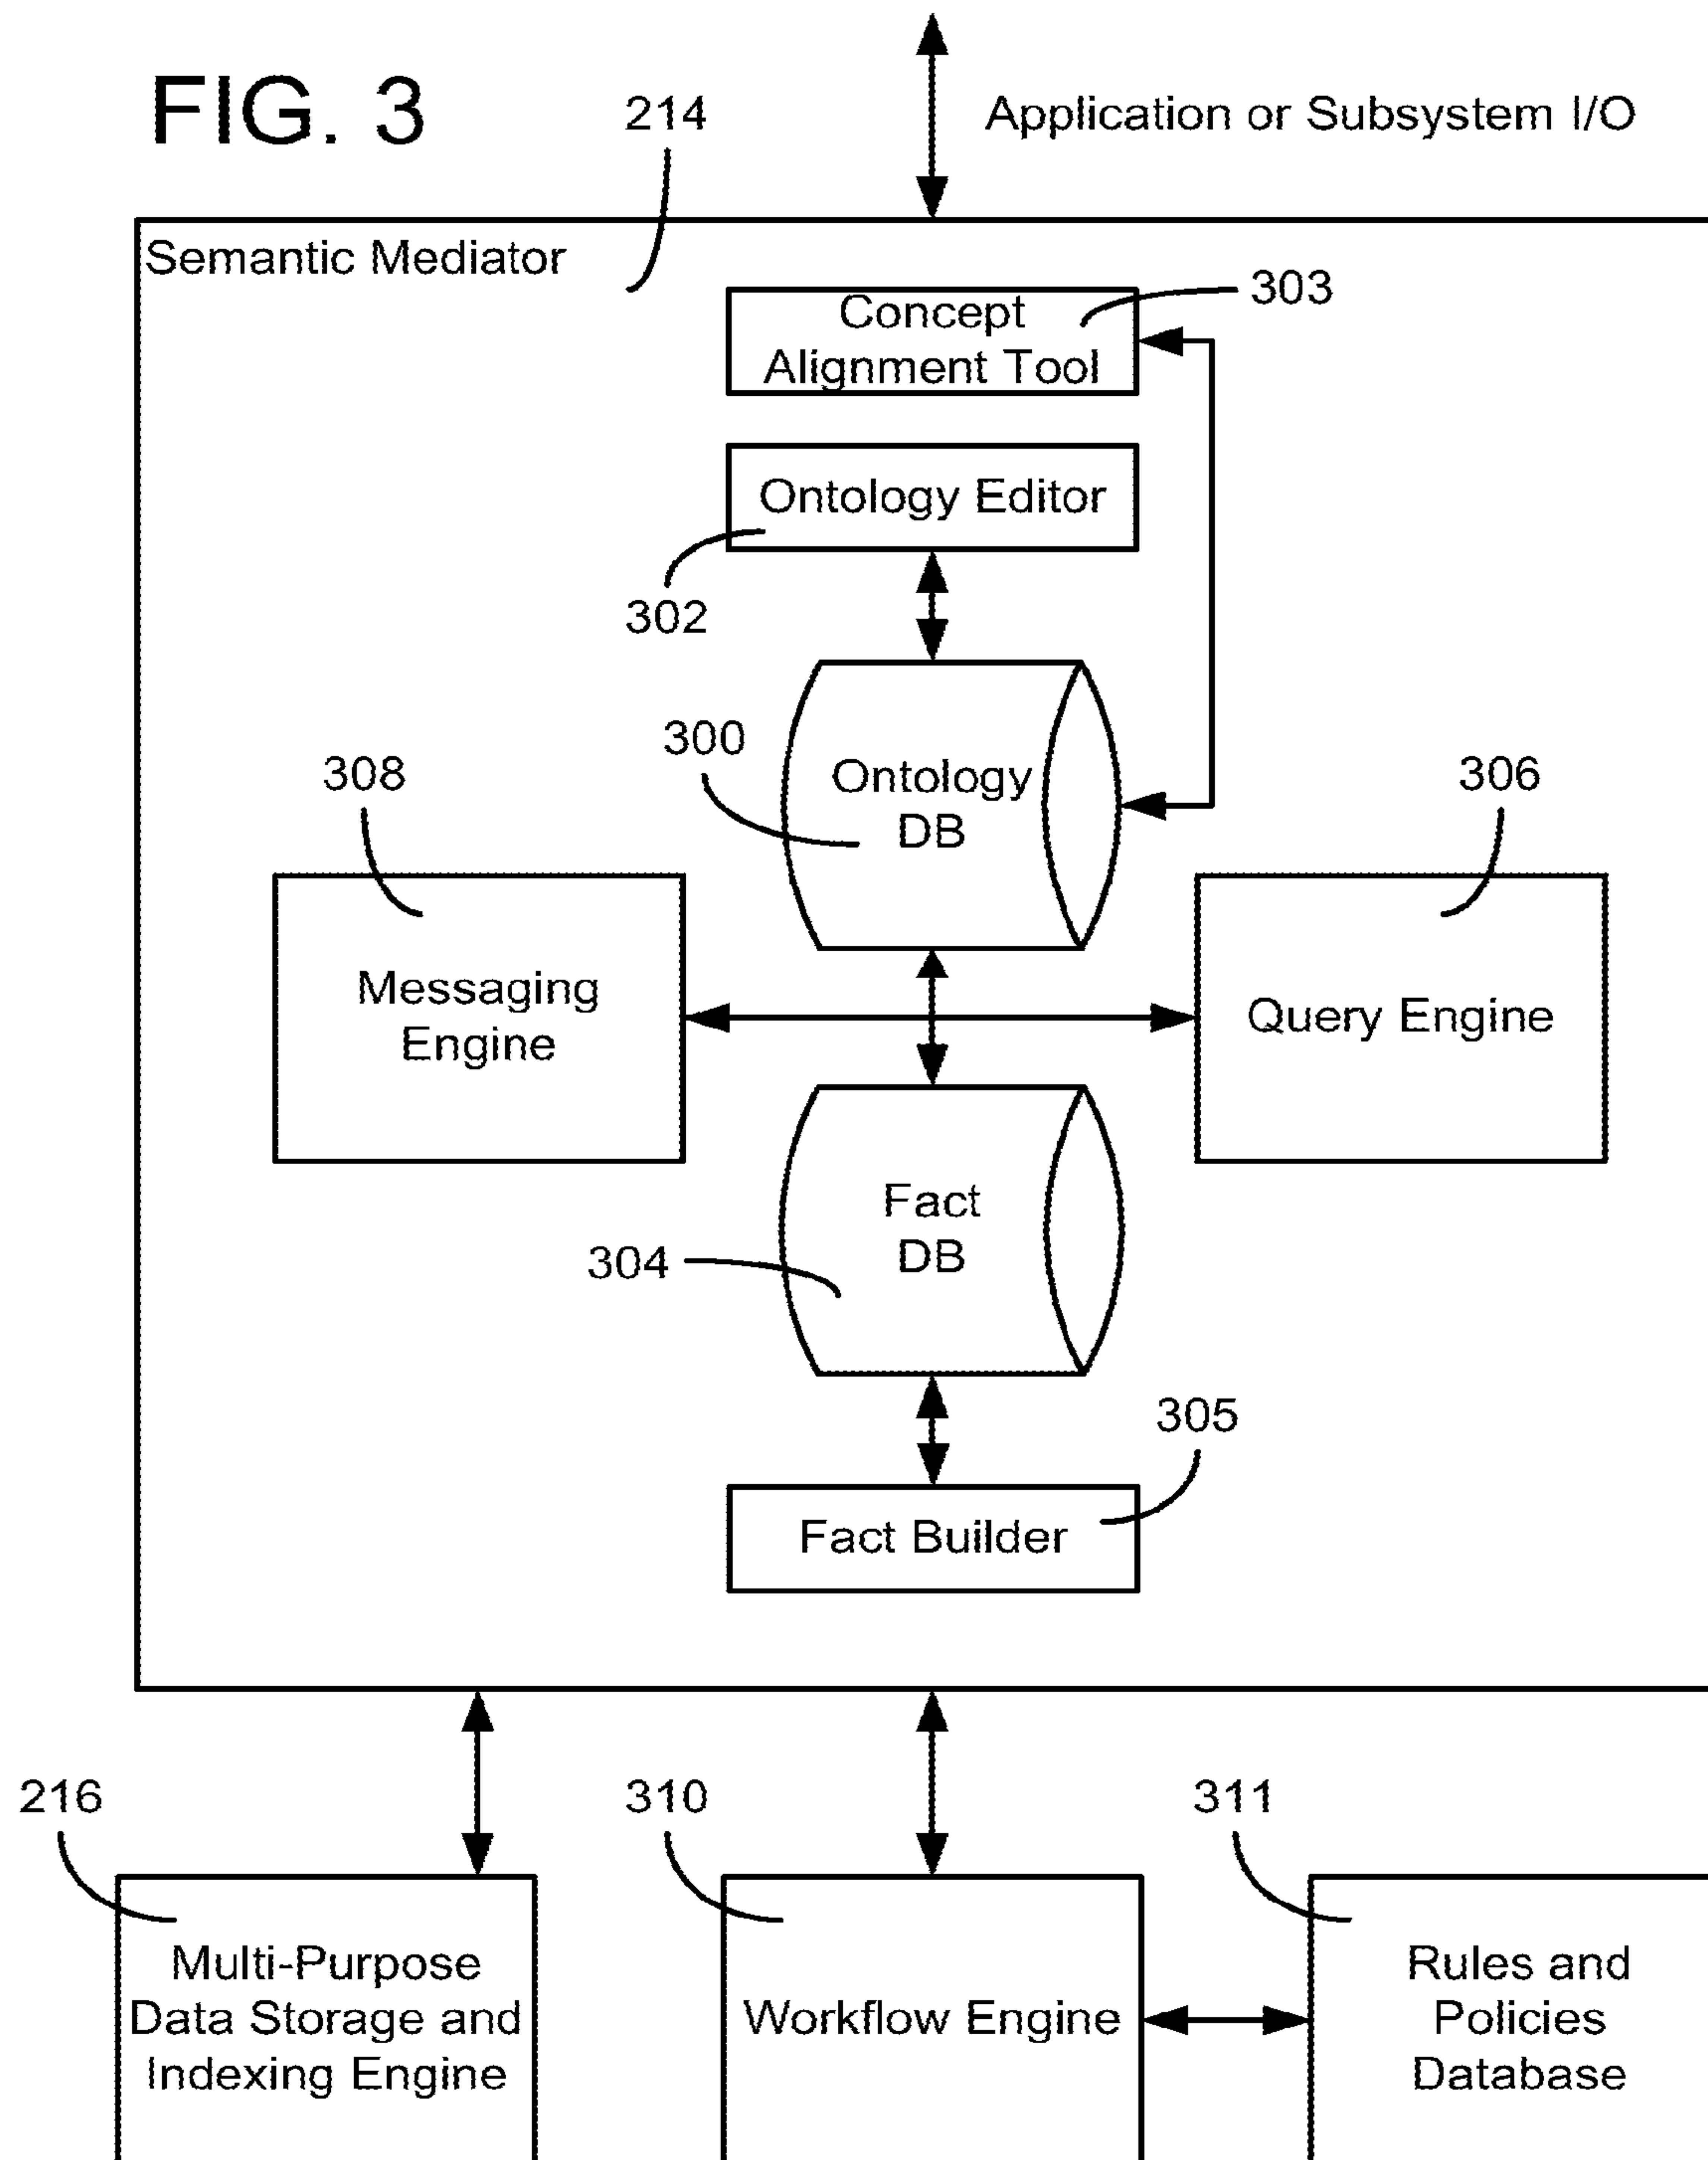 FIG. 3
214
Application or Subsystem I/O
Semantic Mediator
303
Concept
Alignment Tool
Ontology Editor
302
300
Ontology
DB
308
306
Messaging
Engine
Query Engine
Fact
DB
304
305
Fact Builder
216
310
311
Multi-Purpose
Data Storage and
Indexing Engine
Workflow Engine
Rules and
Policies
Database